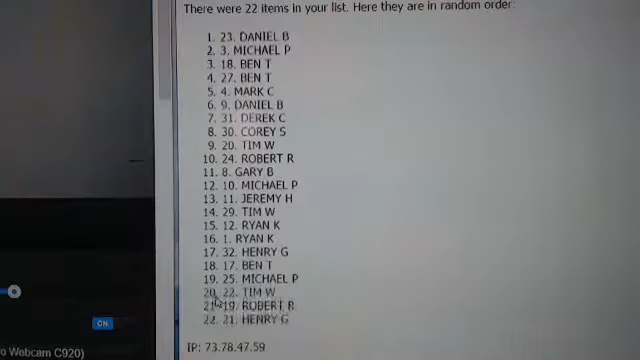 There were 22 items in your list. Here they are in random order:
1. 23. DANIEL B
2. 3. MICHAEL P
3. 18. BEN T
4. 27. BEN T
5. 4. MARK C
6. 9. DANIEL B
7. 31. DEREK C
8. 30. COREY S
9. 20. TIM W
10. 24. ROBERT R
11. 8. GARY B
12. 10. MICHAEL P
13. 11. JEREMY H
14. 29. TIM W
15. 12. RYAN K
16. 1. RYAN K
17. 32. HENRY G
18. 17. BEN T
19. 25. MICHAEL P
20. 22. TIM W
21. 19. ROBERT R
22. 21. HENRY G
IP: 73.78.47.59
ON
o Webcam C920)